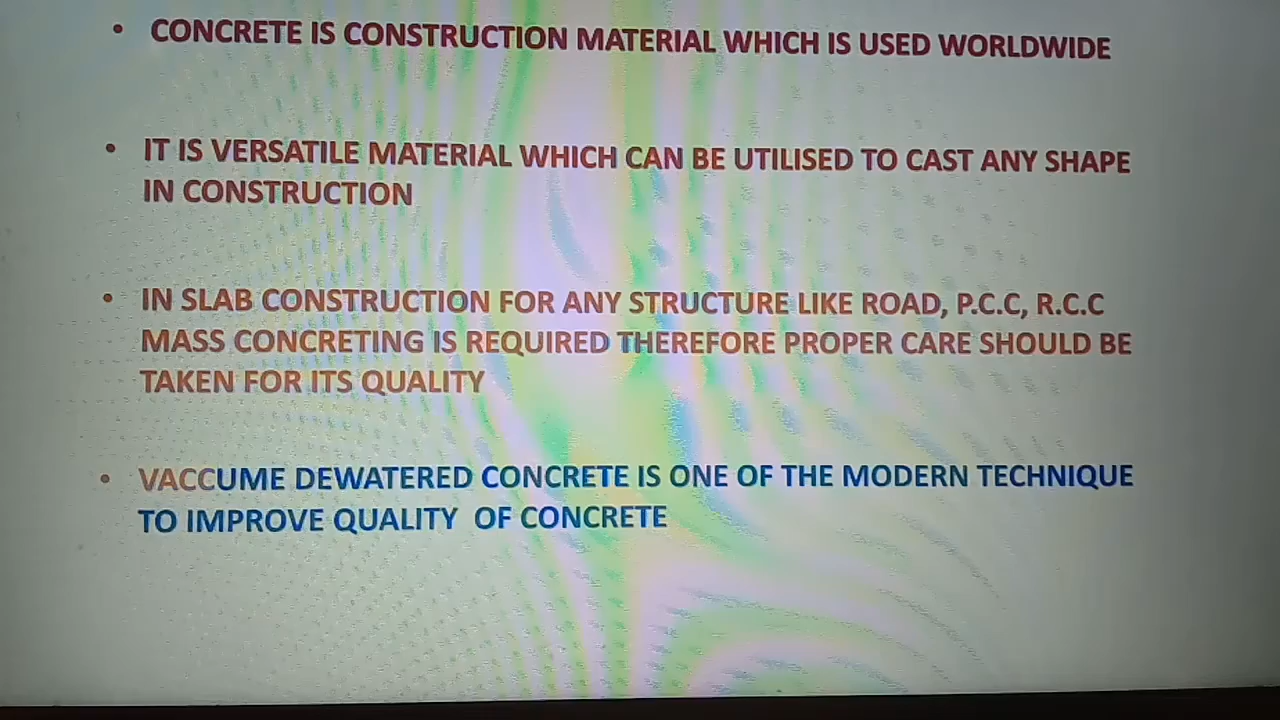 • CONCRETE IS CONSTRUCTION MATERIAL WHICH IS USED WORLDWIDE
• IT IS VERSATILE MATERIAL WHICH CAN BE UTILISED TO CAST ANY SHAPE
IN CONSTRUCTION
• IN SLAB CONSTRUCTION FOR ANY STRUCTURE LIKE ROAD, P.C.C, R.C.C
MASS CONCRETING IS REQUIRED THEREFORE PROPER CARE SHOULD BE
TAKEN FOR ITS QUALITY
• VACCUME DEWATERED CONCRETE IS ONE OF THE MODERN TECHNIQUE
TO IMPROVE QUALITY OF CONCRETE